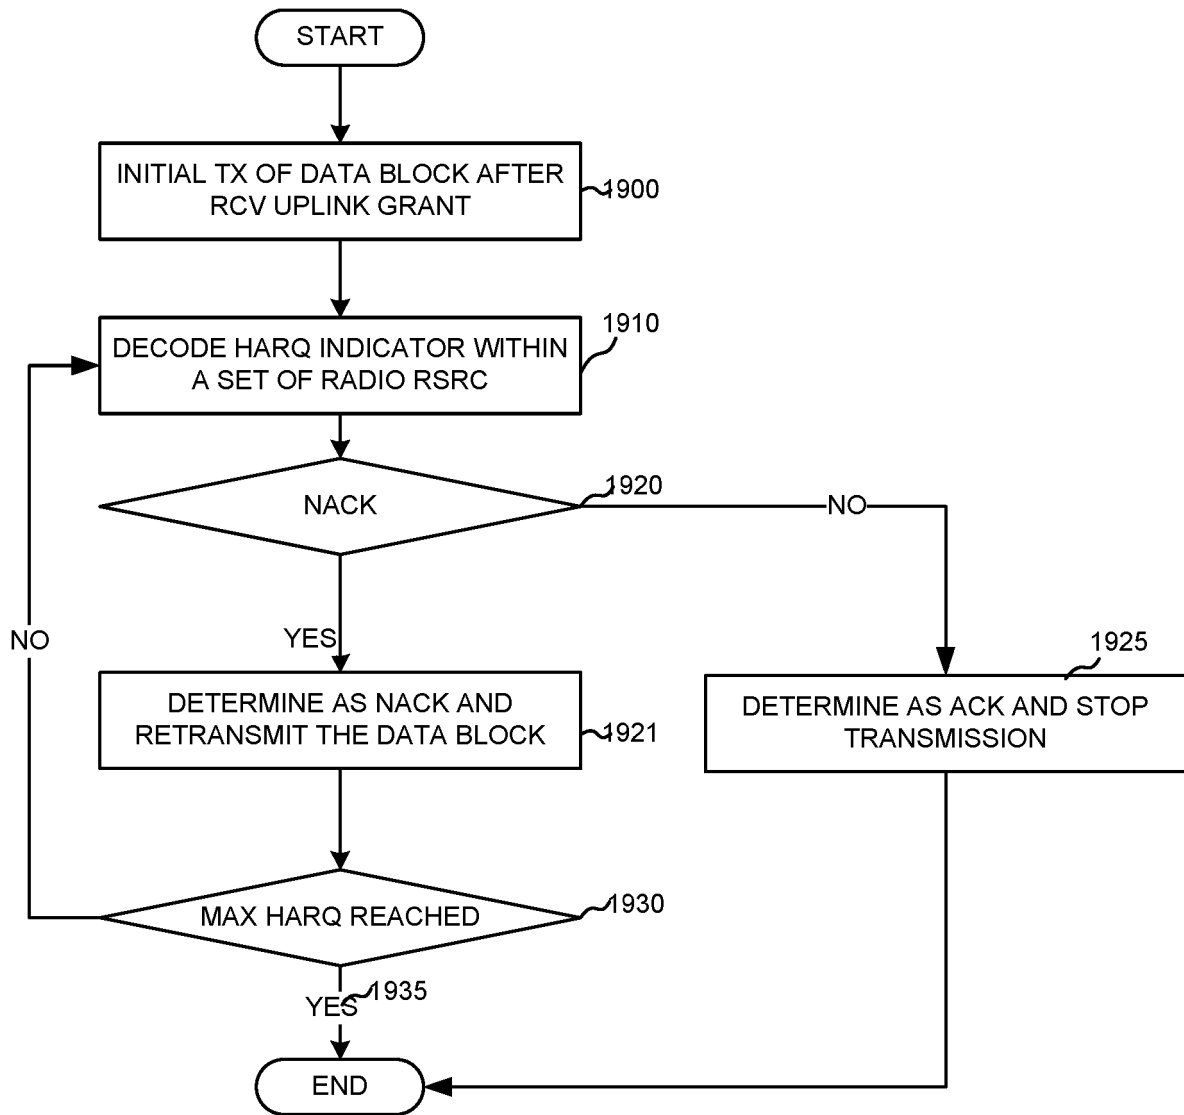 START
INITIAL TX OF DATA BLOCK AFTER
RCV UPLINK GRANT
1900
DECODE HARQ INDICATOR WITHIN
A SET OF RADIO RSRC
1910
NACK
1920
NO
YES
NO
DETERMINE AS NACK AND
RETRANSMIT THE DATA BLOCK
1921
DETERMINE AS ACK AND STOP
TRANSMISSION
1925
MAX HARQ REACHED
1930
YES
1935
END